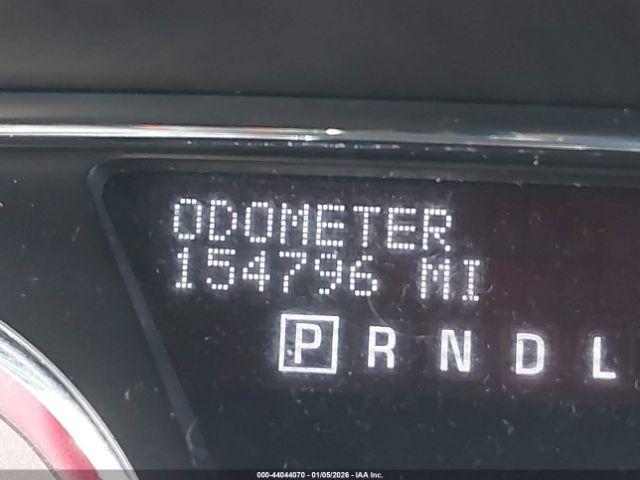 ODOMETER
154796 MI
P R N D L
000-44044070 - 01/05/2026 - IAA Inc.